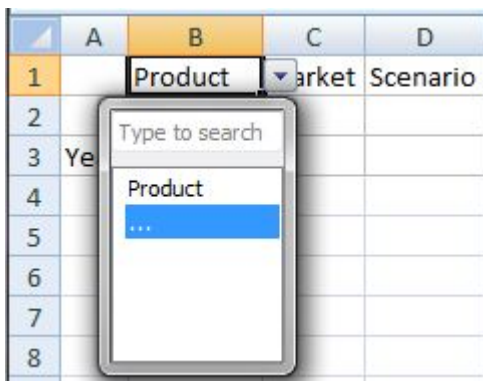 A B C D
1 Product arket Scenario
2 Type to search
3 Ye
4 Product
5 ...
6
7
8